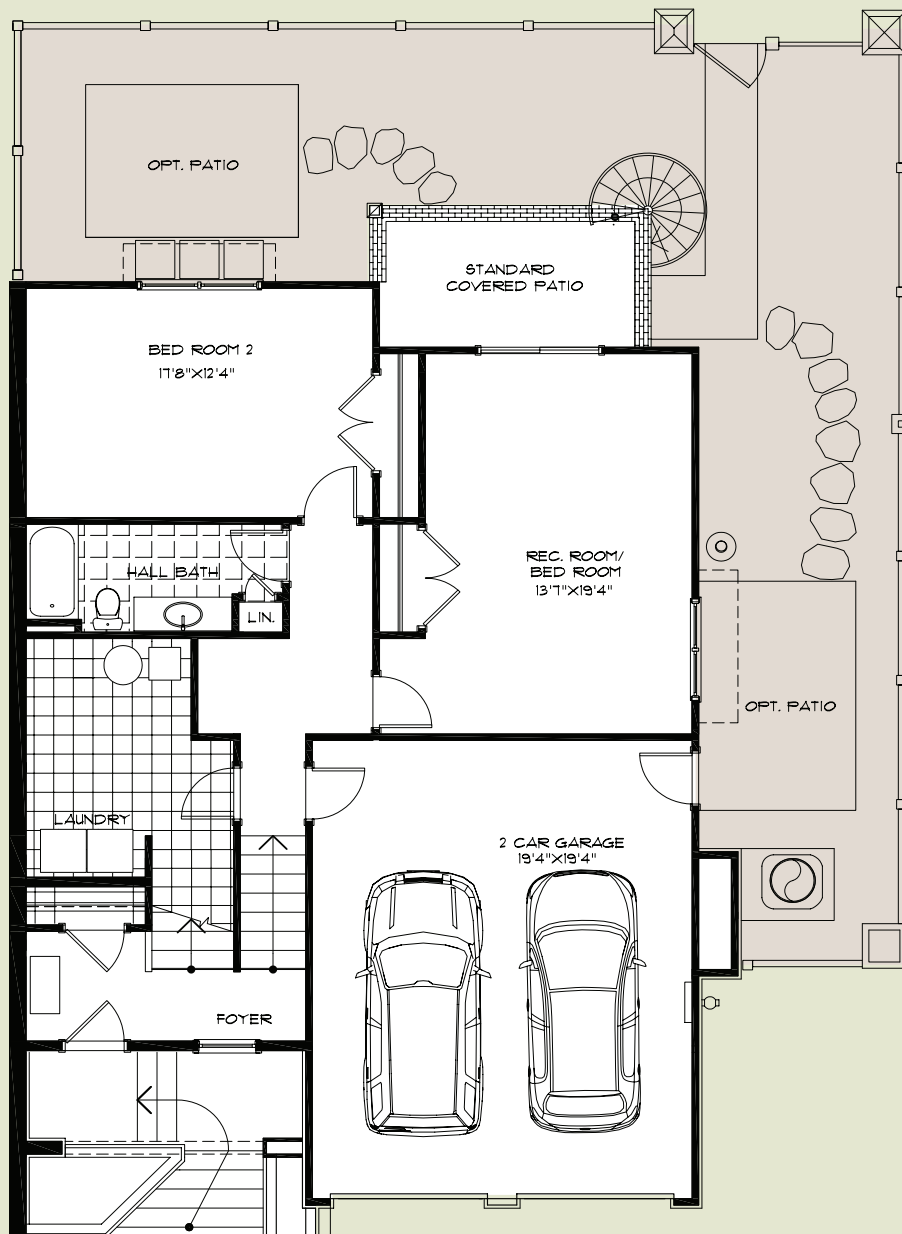 OPT. PATIO
STANDARD
COVERED PATIO
BED ROOM 2
17'8"X12'4"
REC. ROOM/
BED ROOM
13'7"X19'4"
HALL BATH
LIN.
OPT. PATIO
LAUNDRY
2 CAR GARAGE
19'4"X19'4"
FOYER